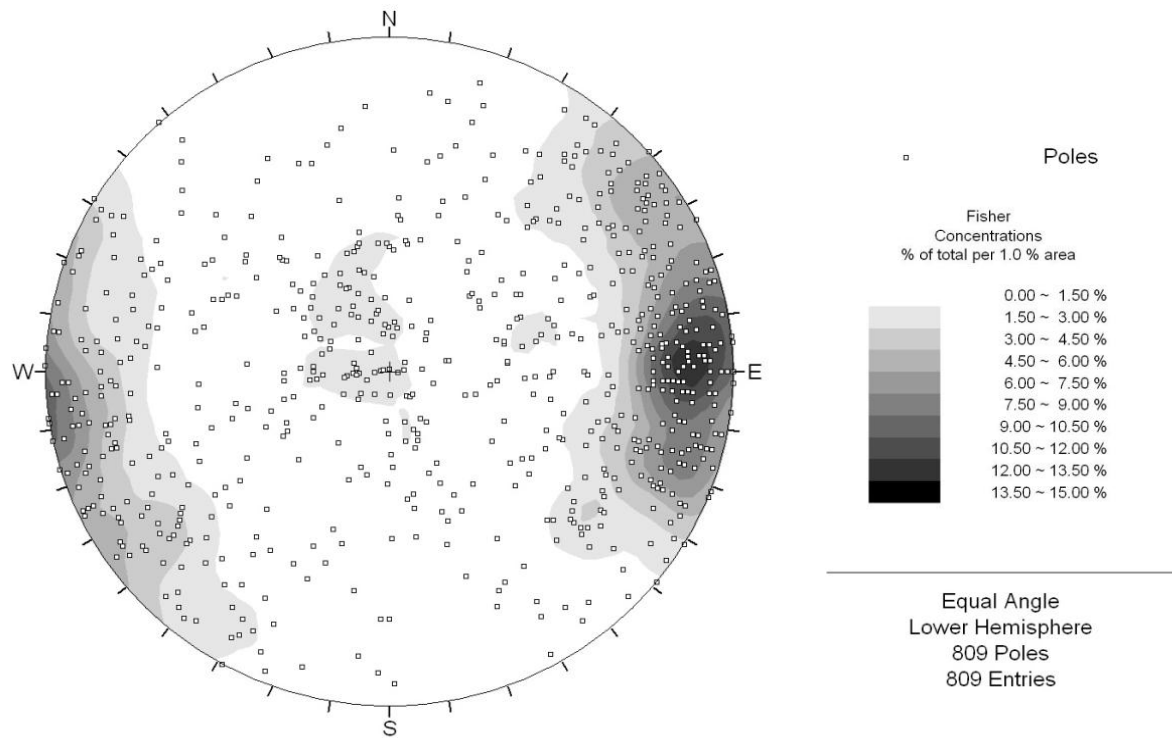 N
W
E
S
Poles
Fisher
Concentrations
% of total per 1.0 % area
0.00 ~ 1.50 %
1.50 ~ 3.00 %
3.00 ~ 4.50 %
4.50 ~ 6.00 %
6.00 ~ 7.50 %
7.50 ~ 9.00 %
9.00 ~ 10.50 %
10.50 ~ 12.00 %
12.00 ~ 13.50 %
13.50 ~ 15.00 %
Equal Angle
Lower Hemisphere
809 Poles
809 Entries